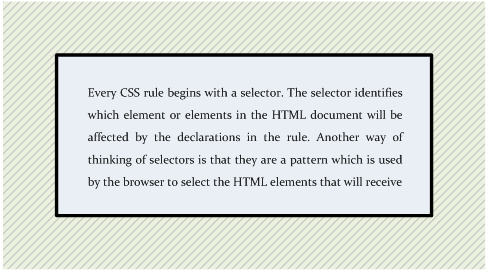 Every CSS rule begins with a selector. The selector identifies
which element or elements in the HTML document will be
affected by the declarations in the rule. Another way of
thinking of selectors is that they are a pattern which is used
by the browser to select the HTML elements that will receive